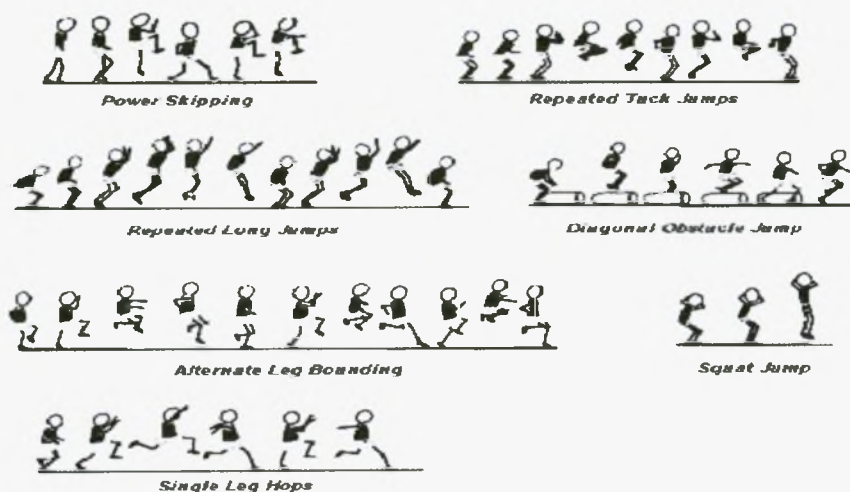 Power Skipping
Repeated Tuck Jumps
Repeated Long Jumps
Diagonal Obstacle Jump
Alternate Leg Bounding
Squat Jump
Single Leg Hops